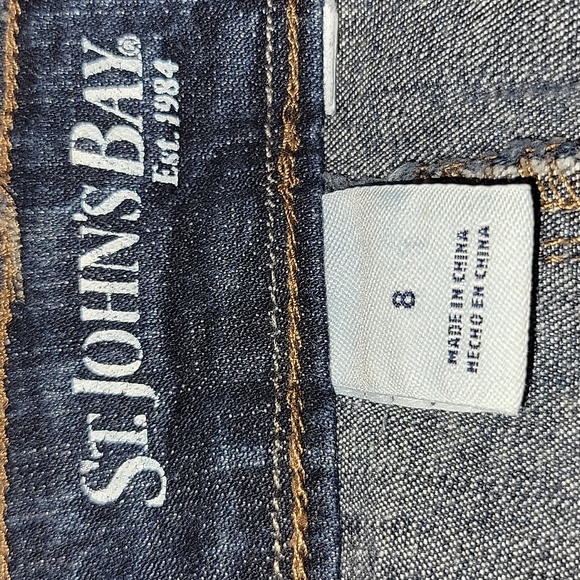 ST. JOHN'S BAY®
EST. 1984
8
MADE IN CHINA
HECHO EN CHINA